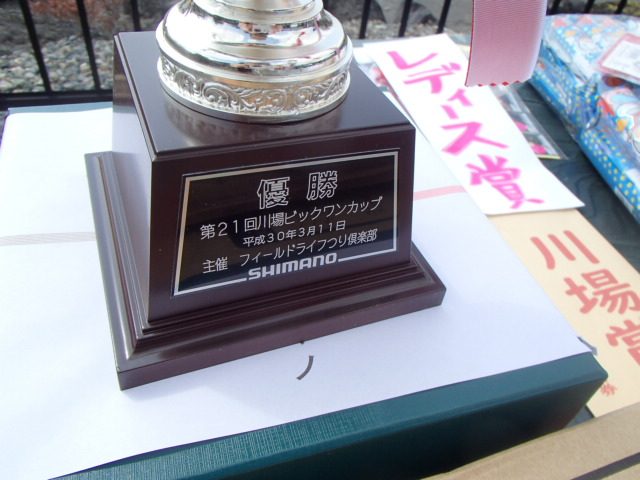 優勝
第21回川場ビックワンカップ
平成30年3月11日
主催 フィールドライフつり倶楽部
SHIMANO
レディース賞
川場賞